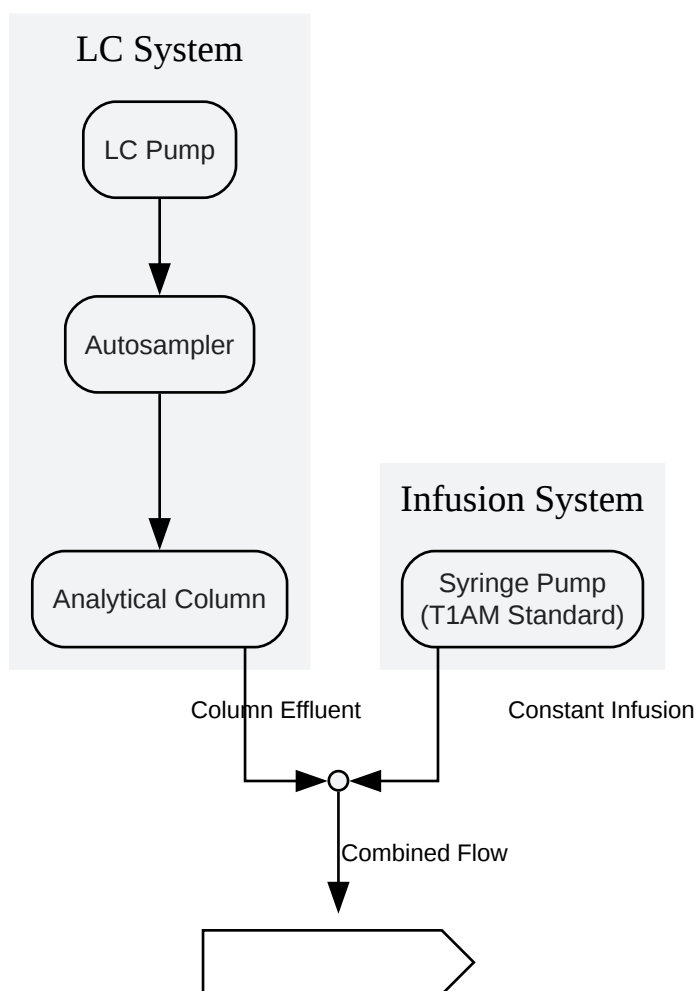 LC System
LC Pump
Autosampler
Infusion System
Analytical Column
Syringe Pump
(T1AM Standard)
Column Effluent
Constant Infusion
Combined Flow